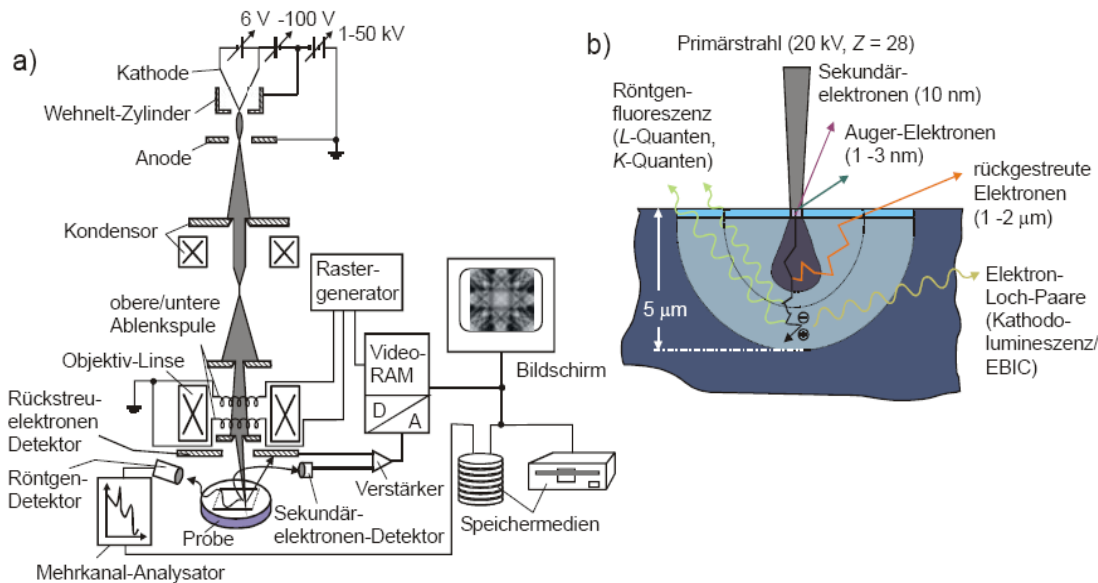 a)
6 V
-100 V
1-50 kV
Kathode
Wehnelt-Zylinder
Anode
Kondensor
obere/untere
Ablenkspule
Objektiv-Linse
Rückstreu-
elektronen
Detektor
Röntgen-
Detektor
Mehrkanal-Analysator
Probe
Sekundär-
elektronen-Detektor
Verstärker
Raster-
generator
Video-
RAM
D
A
Bildschirm
Speichermedien
b)
Primärstrahl (20 kV, Z = 28)
Sekundär-
elektronen (10 nm)
Röntgen-
fluoreszenz
(L-Quanten,
K-Quanten)
Auger-Elektronen
(1 -3 nm)
rückgestreute
Elektronen
(1 -2 µm)
5 µm
Elektron-
Loch-Paare
(Kathodo-
lumineszenz/
EBIC)